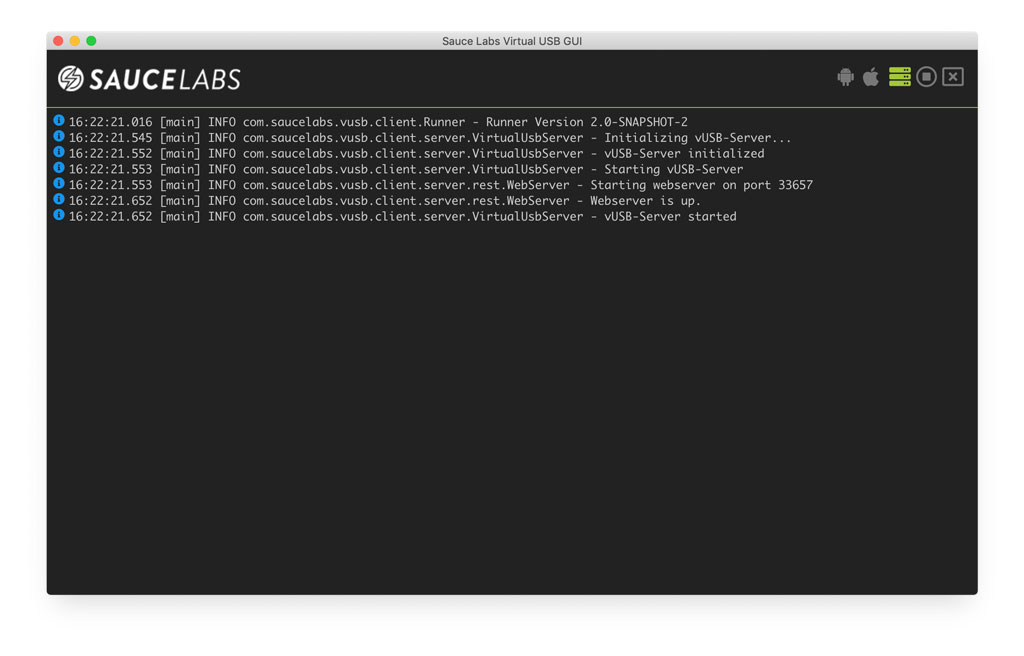 Sauce Labs Virtual USB GUI
SAUCELABS
16:22:21.016 [main] INFO com.saucelabs.vusb.client.Runner - Runner Version 2.0-SNAPSHOT-2
16:22:21.545 [main] INFO com.saucelabs.vusb.client.server.VirtualUsbServer - Initializing vUSB-Server...
16:22:21.552 [main] INFO com.saucelabs.vusb.client.server.VirtualUsbServer - vUSB-Server initialized
16:22:21.553 [main] INFO com.saucelabs.vusb.client.server.VirtualUsbServer - Starting vUSB-Server
16:22:21.553 [main] INFO com.saucelabs.vusb.client.server.rest.WebServer - Starting webserver on port 33657
16:22:21.652 [main] INFO com.saucelabs.vusb.client.server.rest.WebServer - Webserver is up.
16:22:21.652 [main] INFO com.saucelabs.vusb.client.server.VirtualUsbServer - vUSB-Server started